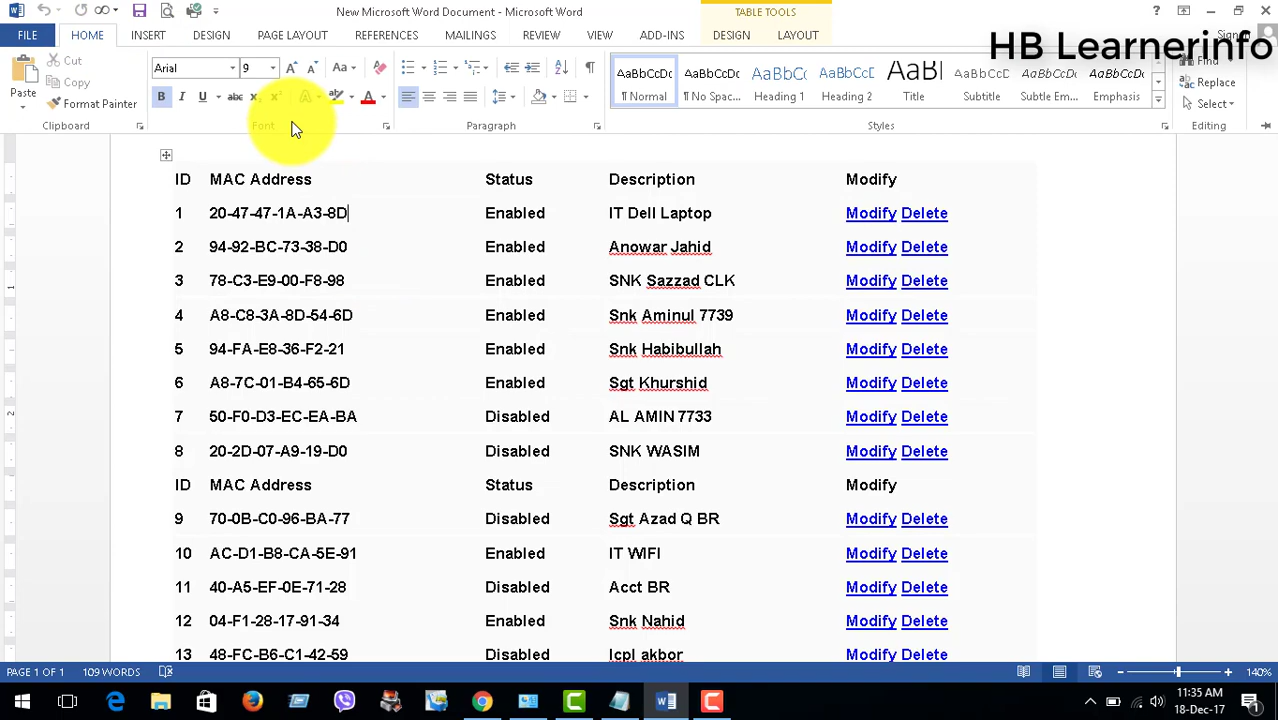 New Microsoft Word Document - Microsoft Word
TABLE TOOLS
FILE HOME INSERT DESIGN PAGE LAYOUT REFERENCES MAILINGS REVIEW VIEW ADD-INS DESIGN LAYOUT
HB Learnerinfo
Paste
Cut
Copy
Format Painter
Clipboard
Arial 9
Font
Paragraph
AaBbCcDc AaBbCcDc AaBbCc AaBbCcD AaBl AaBbCcD AaBbCcDc AaBbCcDc
¶ Normal ¶ No Spac... Heading 1 Heading 2 Title Subtitle Subtle Em... Emphasis
Styles
Find
Replace
Select
Editing
ID MAC Address Status Description Modify
1 20-47-47-1A-A3-8D Enabled IT Dell Laptop Modify Delete
2 94-92-BC-73-38-D0 Enabled Anowar Jahid Modify Delete
3 78-C3-E9-00-F8-98 Enabled SNK Sazzad CLK Modify Delete
4 A8-C8-3A-8D-54-6D Enabled Snk Aminul 7739 Modify Delete
5 94-FA-E8-36-F2-21 Enabled Snk Habibullah Modify Delete
6 A8-7C-01-B4-65-6D Enabled Sgt Khurshid Modify Delete
7 50-F0-D3-EC-EA-BA Disabled AL AMIN 7733 Modify Delete
8 20-2D-07-A9-19-D0 Disabled SNK WASIM Modify Delete
ID MAC Address Status Description Modify
9 70-0B-C0-96-BA-77 Disabled Sgt Azad Q BR Modify Delete
10 AC-D1-B8-CA-5E-91 Enabled IT WIFI Modify Delete
11 40-A5-EF-0E-71-28 Disabled Acct BR Modify Delete
12 04-F1-28-17-91-34 Enabled Snk Nahid Modify Delete
13 48-FC-B6-C1-42-59 Disabled Icpl akbor Modify Delete
PAGE 1 OF 1 109 WORDS 140%
11:35 AM
18-Dec-17